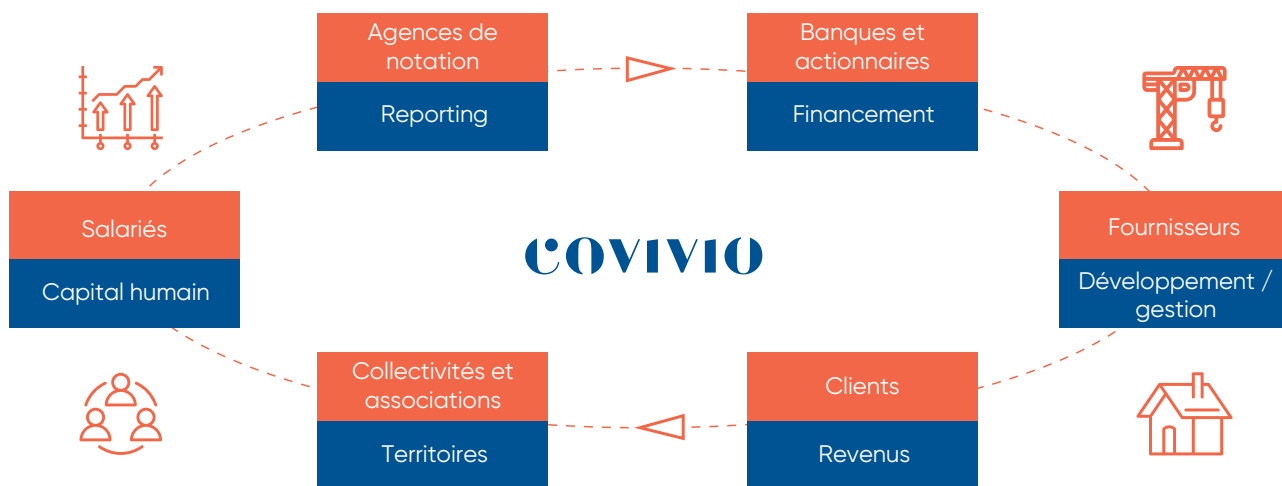 Agences de
notation
Reporting
Banques et
actionnaires
Financement
Salariés
Capital humain
COVIVIO
Fournisseurs
Développement /
gestion
Collectivités et
associations
Territoires
Clients
Revenus